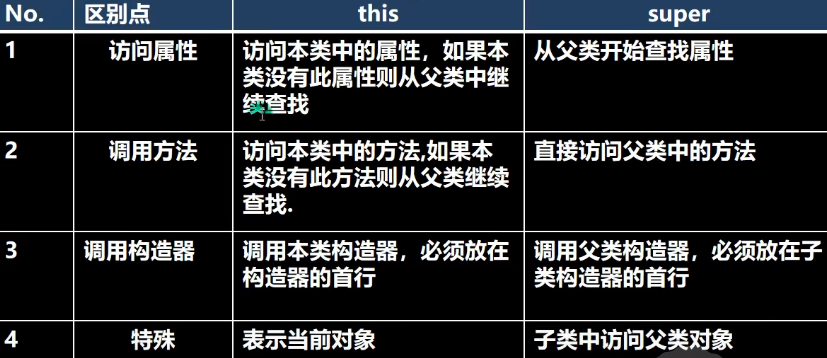 No. 区别点 this super
1 访问属性 访问本类中的属性，如果本 从父类开始查找属性
类没有此属性则从父类中继
续查找
2 调用方法 访问本类中的方法,如果本 直接访问父类中的方法
类没有此方法则从父类继续
查找.
3 调用构造器 调用本类构造器，必须放在 调用父类构造器，必须放在子
构造器的首行 类构造器的首行
4 特殊 表示当前对象 子类中访问父类对象